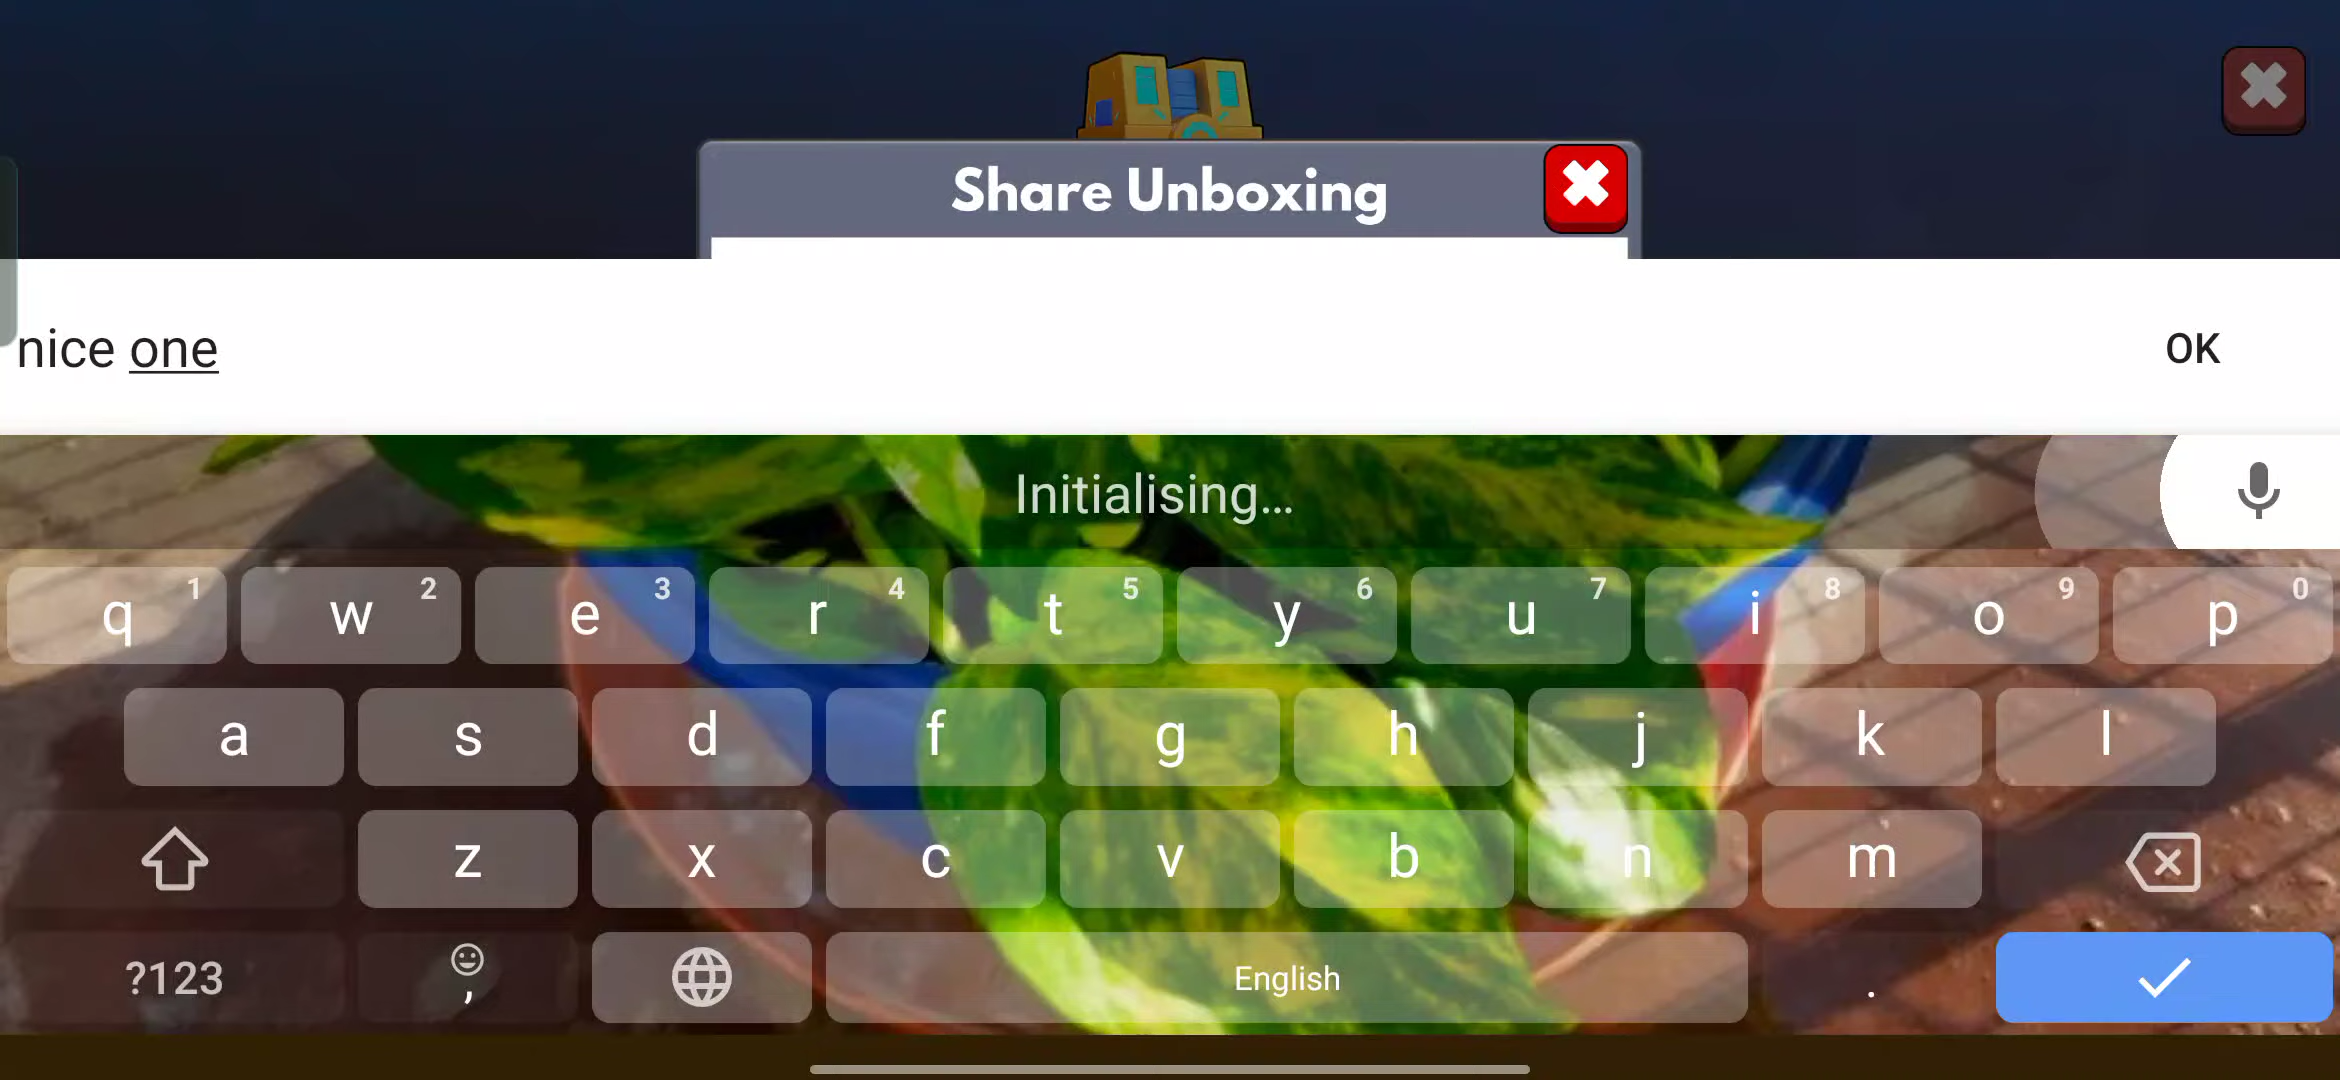 Share Unboxing
nice one
OK
Initialising...
q 1 w 2 e 3 r 4 t 5 y 6 u 7 i 8 o 9 p 0
a s d f g h j k l
z x c v b n m
?123 , English .